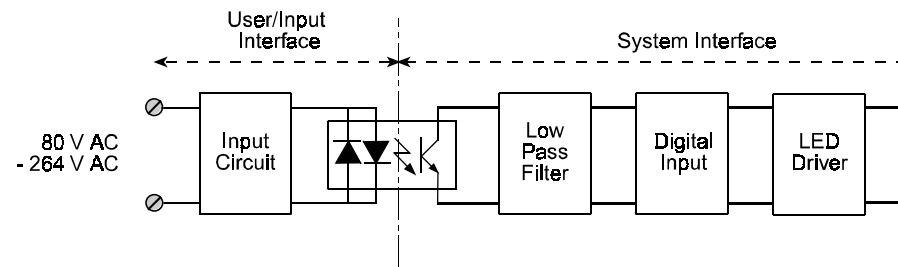 User/Input
Interface
System Interface
80 V AC
- 264 V AC
Input
Circuit
Low
Pass
Filter
Digital
Input
LED
Driver